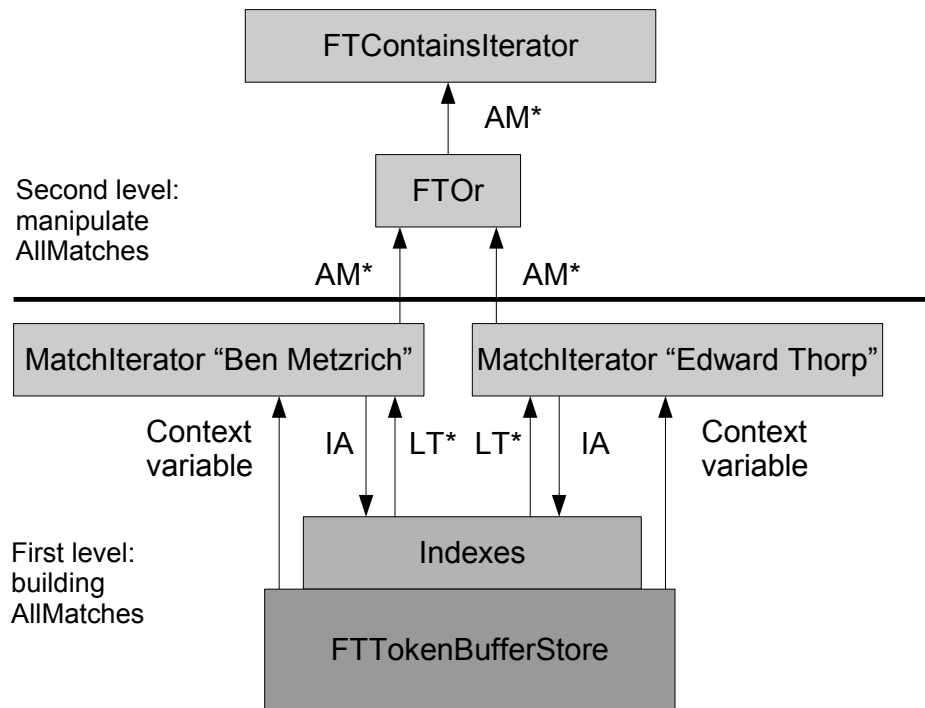 FTContainsIterator
AM*
FTOr
Second level:
manipulate
AllMatches
AM*
AM*
MatchIterator “Ben Metzrich”
MatchIterator “Edward Thorp”
Context
variable
IA
LT*
LT*
IA
Context
variable
Indexes
First level:
building
AllMatches
FTTokenBufferStore